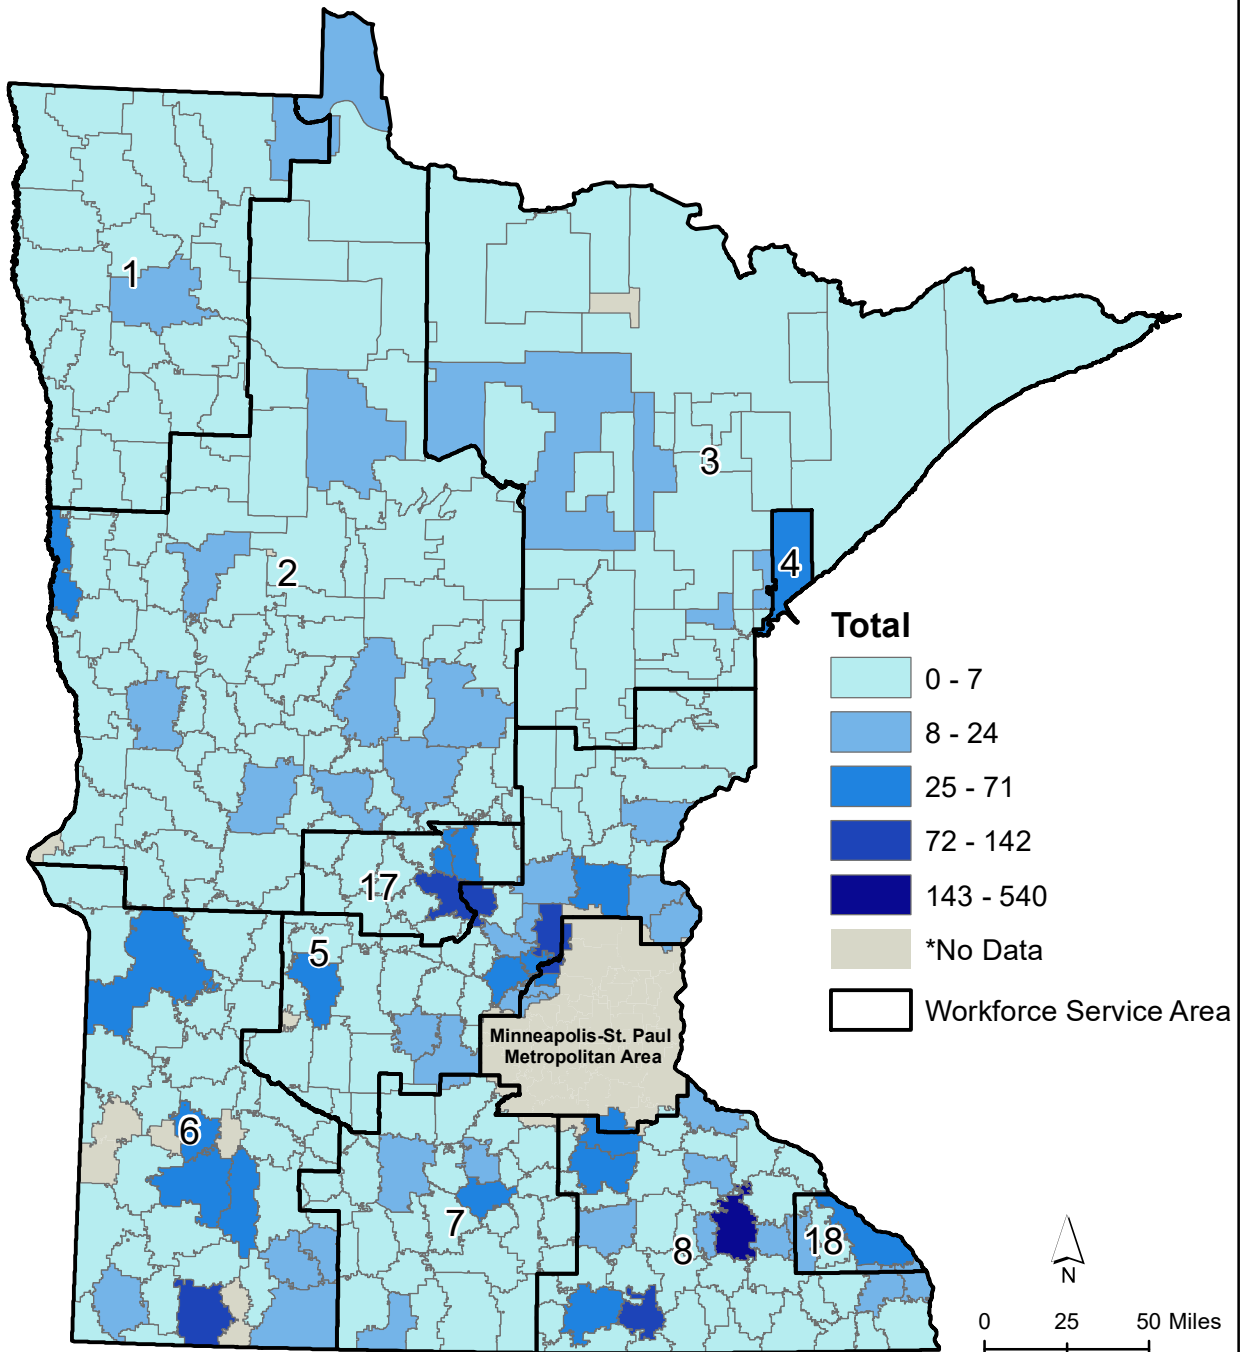 1
2
3
4
Total
0 - 7
8 - 24
25 - 71
72 - 142
143 - 540
*No Data
Workforce Service Area
17
5
Minneapolis-St. Paul
Metropolitan Area
6
7
8
18
N
0 25 50 Miles